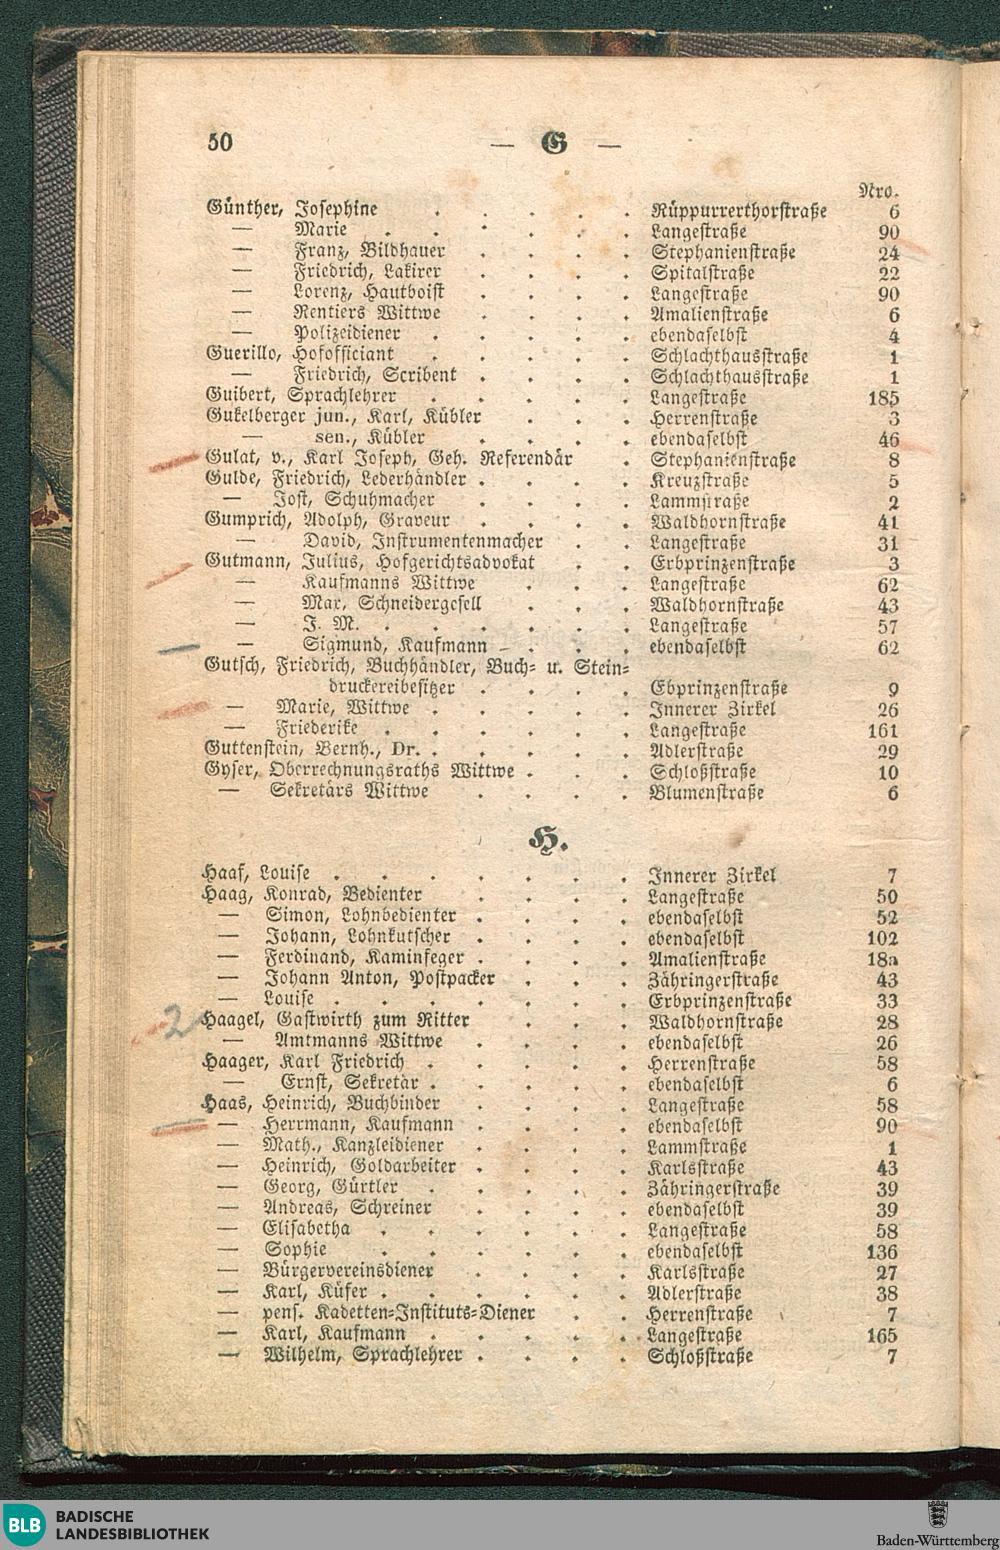 50 — G —
Nro.
Günther, Josephine . . . . . Rüppurrerthorstraße 6
— Marie . . . . . . Langestraße 90
— Franz, Bildhauer . . . . Stephanienstraße 24
— Friedrich, Lakirer . . . . Spitalstraße 22
— Lorenz, Hautboist . . . . Langestraße 90
— Rentiers Wittwe . . . . Amalienstraße 6
— Polizeidiener . . . . . ebendaselbst 4
Guerillo, Hofofficiant . . . . . Schlachthausstraße 1
— Friedrich, Scribent . . . . Schlachthausstraße 1
Guibert, Sprachlehrer . . . . . Langestraße 185
Gukelberger jun., Karl, Kübler . . . Herrenstraße 3
— sen., Kübler . . . . ebendaselbst 46
Gulat, v., Karl Joseph, Geh. Referendär . Stephanienstraße 8
Gulde, Friedrich, Lederhändler . . . . Kreuzstraße 5
— Jost, Schuhmacher . . . . Lammstraße 2
Gumprich, Adolph, Graveur . . . . Waldhornstraße 41
— David, Instrumentenmacher . . Langestraße 31
Gutmann, Julius, Hofgerichtsadvokat . . Erbprinzenstraße 3
— Kaufmanns Wittwe . . . Langestraße 62
— Max, Schneidergesell . . . Waldhornstraße 43
— J. M. . . . . . . Langestraße 57
— Sigmund, Kaufmann . . . ebendaselbst 62
Gutsch, Friedrich, Buchhändler, Buch- u. Stein-
druckereibesitzer . . . . Ebprinzenstraße 9
— Marie, Wittwe . . . . . Innerer Zirkel 26
— Friederike . . . . . . Langestraße 161
Guttenstein, Bernh., Dr. . . . . . Adlerstraße 29
Gyser, Oberrechnungsraths Wittwe . . . Schloßstraße 10
— Sekretärs Wittwe . . . . Blumenstraße 6
H.
Haaf, Louise . . . . . . . Innerer Zirkel 7
Haag, Konrad, Bedienter . . . . Langestraße 50
— Simon, Lohnbedienter . . . . ebendaselbst 52
— Johann, Lohnkutscher . . . . ebendaselbst 102
— Ferdinand, Kaminfeger . . . . Amalienstraße 18a
— Johann Anton, Postpacker . . . Zähringerstraße 43
— Louise . . . . . . . Erbprinzenstraße 33
2 Haagel, Gastwirth zum Ritter . . . Waldhornstraße 28
— Amtmanns Wittwe . . . . ebendaselbst 26
Haager, Karl Friedrich . . . . . Herrenstraße 58
— Ernst, Sekretär . . . . . ebendaselbst 6
Haas, Heinrich, Buchbinder . . . . Langestraße 58
— Herrmann, Kaufmann . . . . ebendaselbst 90
— Math., Kanzleidiener . . . . Lammstraße 1
— Heinrich, Goldarbeiter . . . . Karlsstraße 43
— Georg, Gürtler . . . . . Zähringerstraße 39
— Andreas, Schreiner . . . . ebendaselbst 39
— Elisabetha . . . . . . Langestraße 58
— Sophie . . . . . . ebendaselbst 136
— Bürgervereinsdiener . . . . Karlsstraße 27
— Karl, Küfer . . . . . . Adlerstraße 38
— pens. Kadetten-Instituts-Diener . . Herrenstraße 7
— Karl, Kaufmann . . . . . Langestraße 165
— Wilhelm, Sprachlehrer . . . . Schloßstraße 7
BLB BADISCHE
LANDESBIBLIOTHEK
Baden-Württemberg